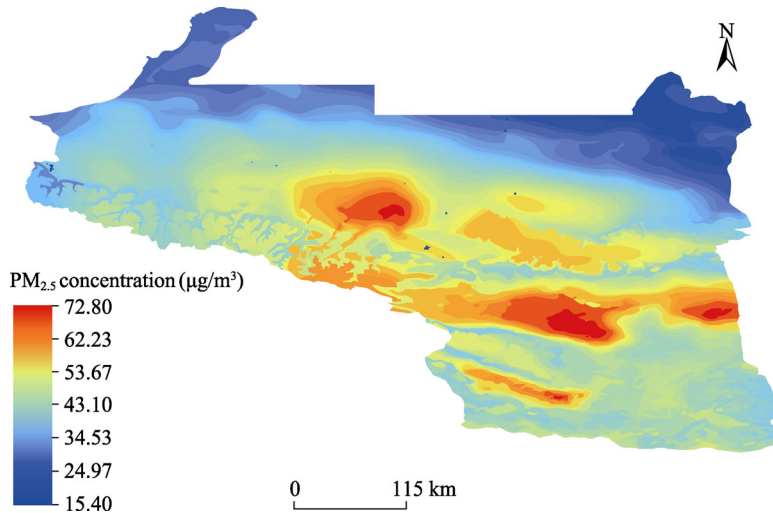 N
PM2.5 concentration (μg/m³)
72.80
62.23
53.67
43.10
34.53
24.97
15.40
0 115 km